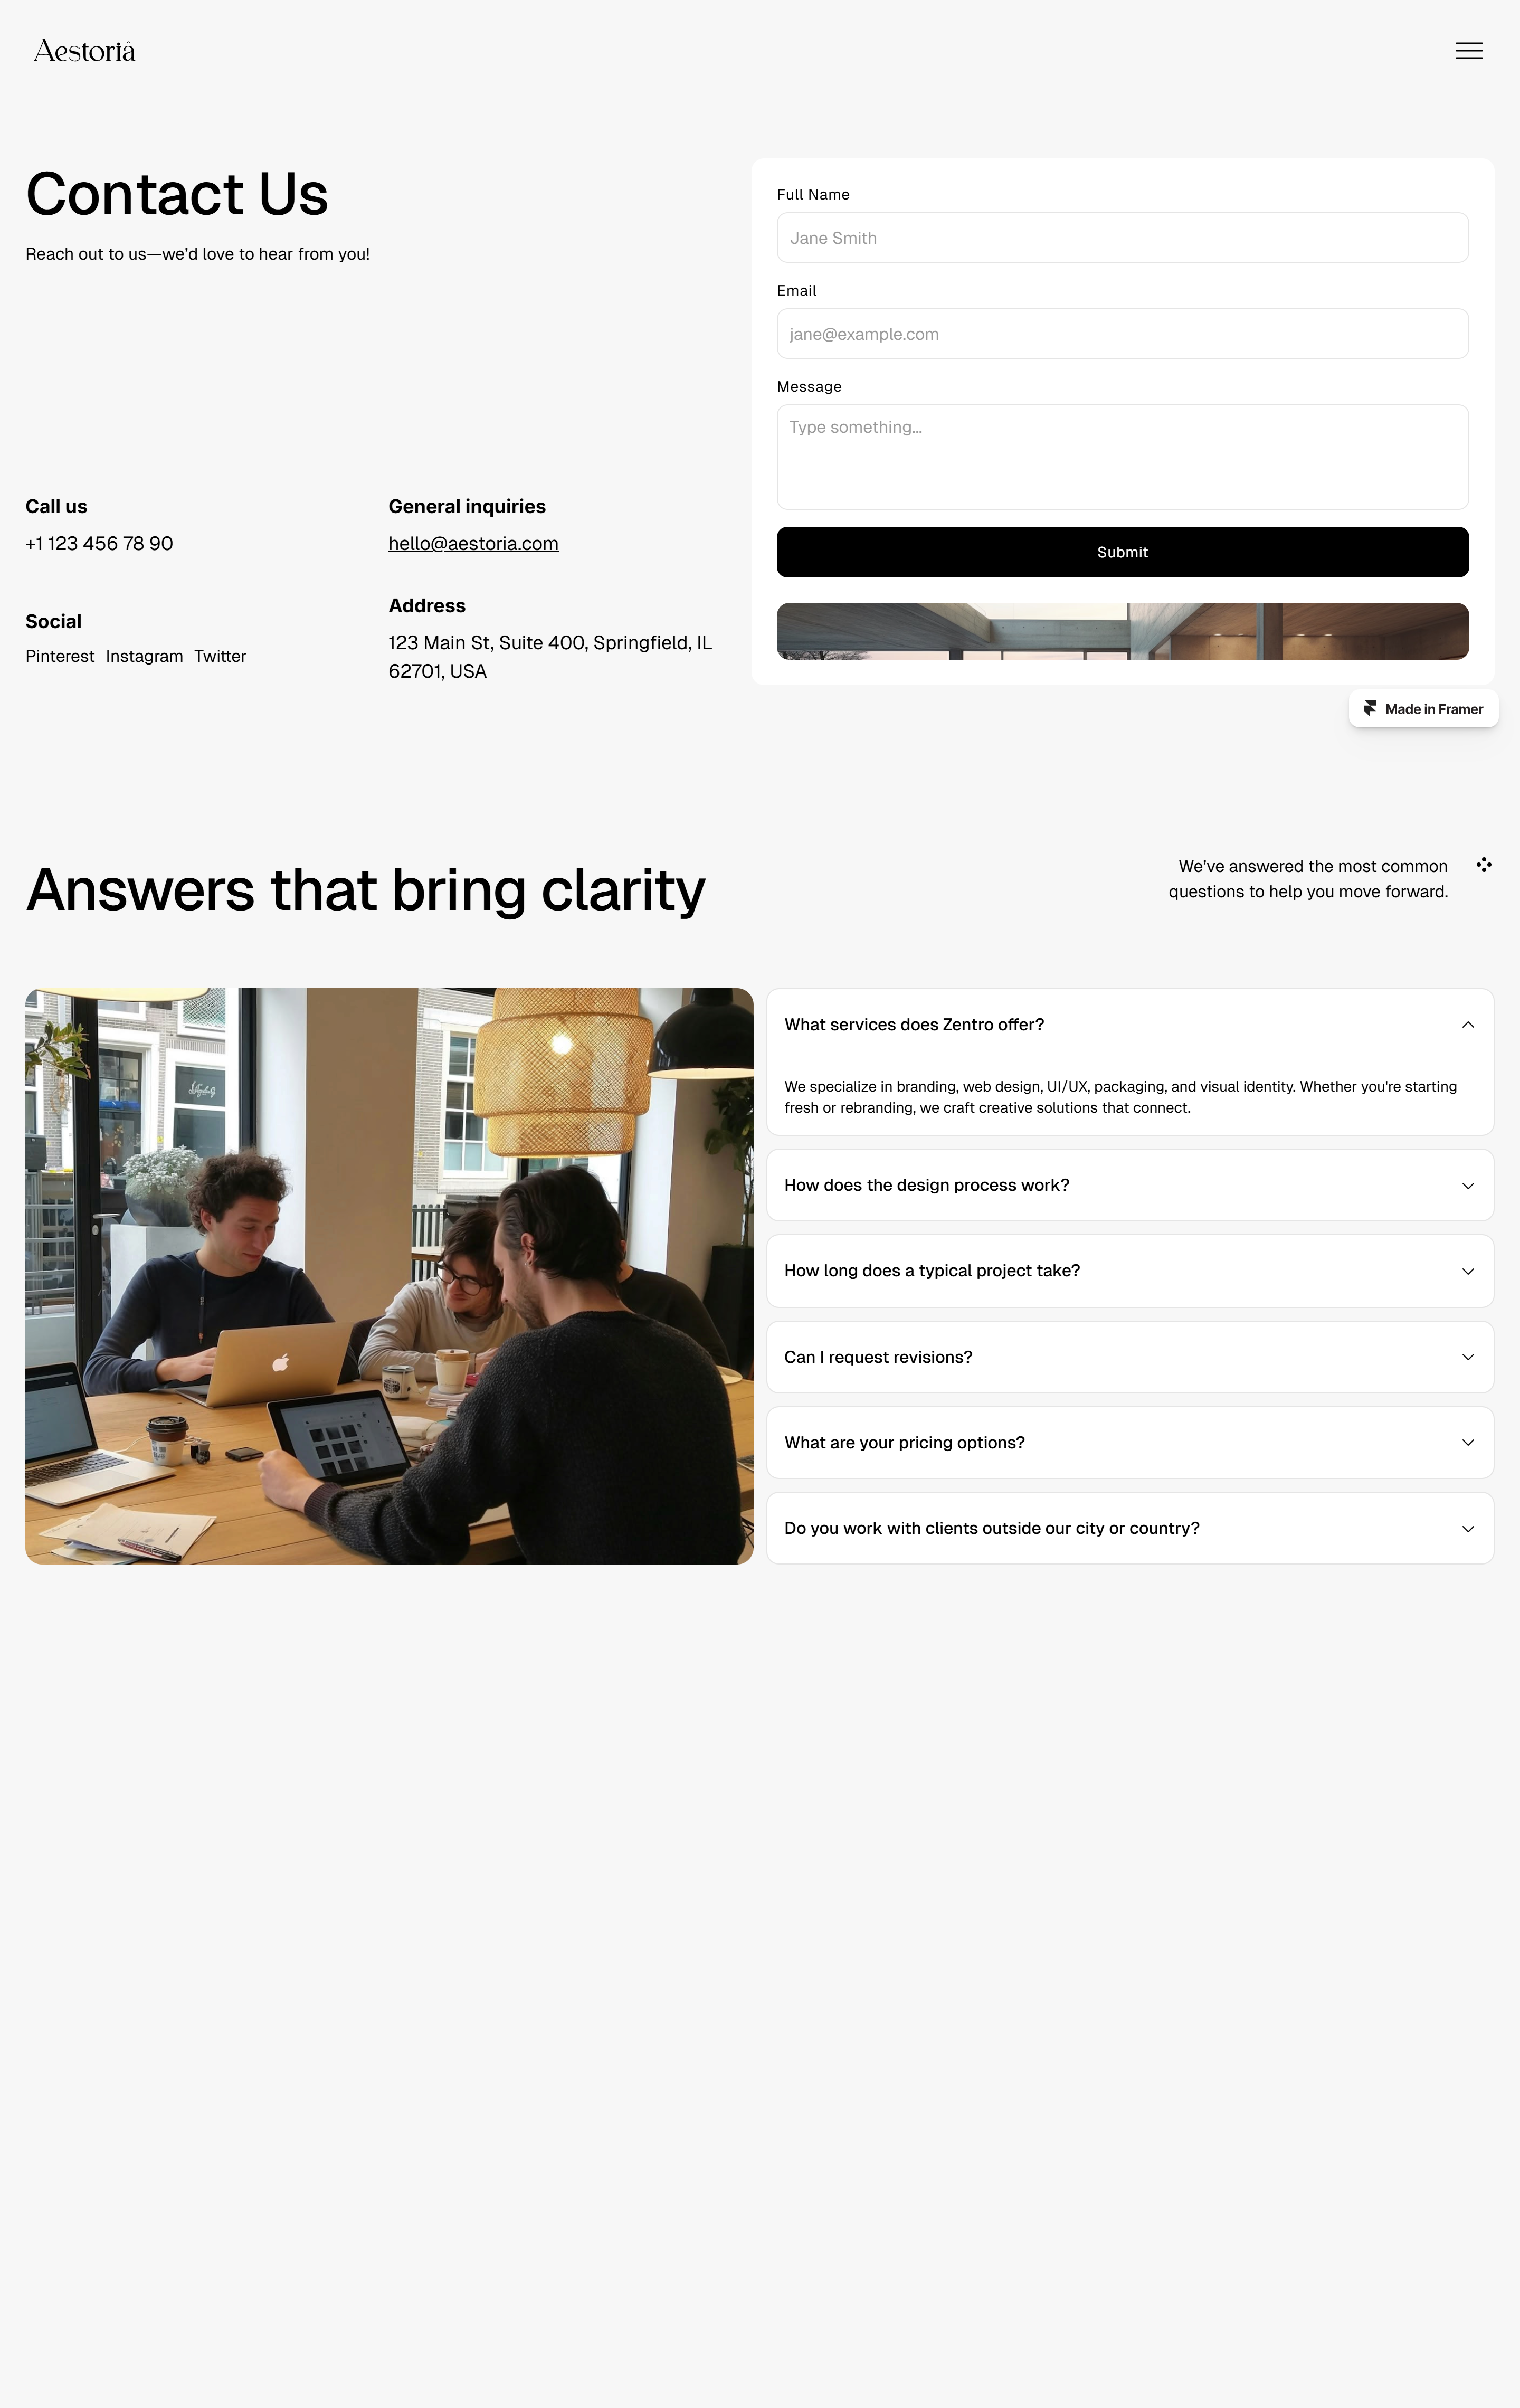 Aestoriâ
Contact Us
Reach out to us—we’d love to hear from you!
Call us
+1 123 456 78 90
Social
Pinterest Instagram Twitter
General inquiries
hello@aestoria.com
Address
123 Main St, Suite 400, Springfield, IL
62701, USA
Full Name
Jane Smith
Email
jane@example.com
Message
Type something...
Submit
Made in Framer
Answers that bring clarity
We’ve answered the most common
questions to help you move forward.
What services does Zentro offer?
We specialize in branding, web design, UI/UX, packaging, and visual identity. Whether you're starting
fresh or rebranding, we craft creative solutions that connect.
How does the design process work?
How long does a typical project take?
Can I request revisions?
What are your pricing options?
Do you work with clients outside our city or country?